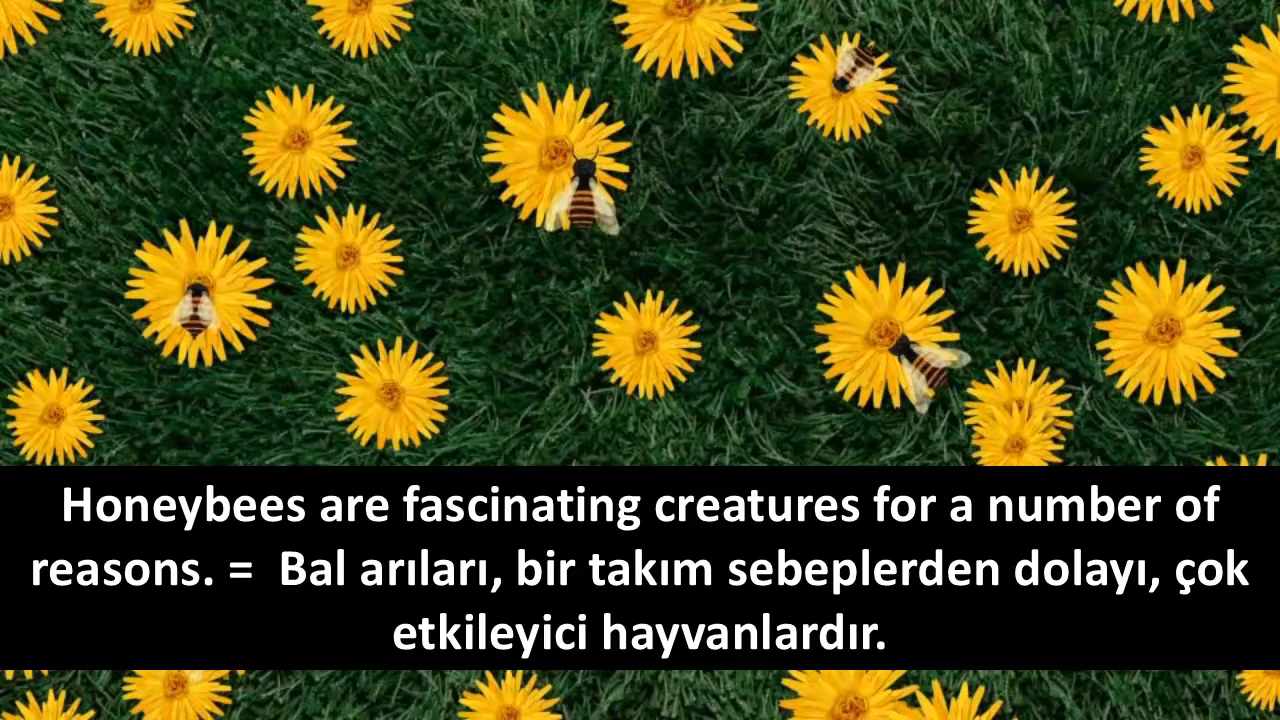 Honeybees are fascinating creatures for a number of
reasons. =  Bal arıları, bir takım sebeplerden dolayı, çok
etkileyici hayvanlardır.